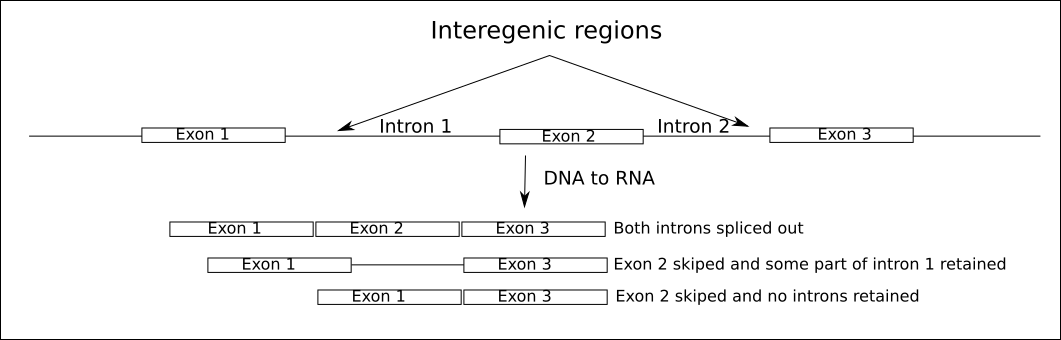 Interegenic regions
Exon 1 Intron 1 Exon 2 Intron 2 Exon 3
DNA to RNA
Exon 1 Exon 2 Exon 3 Both introns spliced out
Exon 1 Exon 3 Exon 2 skiped and some part of intron 1 retained
Exon 1 Exon 3 Exon 2 skiped and no introns retained